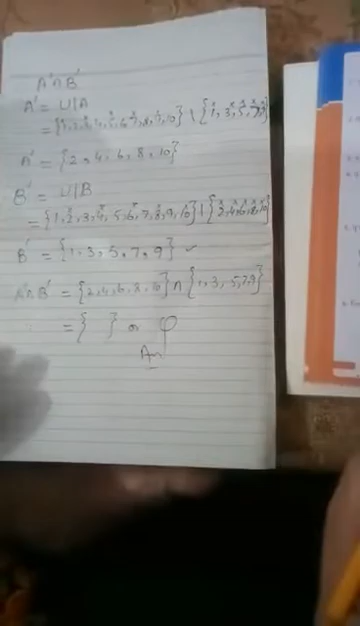 A' ∩ B'
A' = U \ A
= {1, 2, 3, 4, 5, 6, 7, 8, 9, 10} \ {1, 3, 5, 7, 9}
A' = {2, 4, 6, 8, 10}
B' = U \ B
= {1, 2, 3, 4, 5, 6, 7, 8, 9, 10} \ {2, 4, 6, 8, 10}
B' = {1, 3, 5, 7, 9} ✓
A' ∩ B' = {2, 4, 6, 8, 10} ∩ {1, 3, 5, 7, 9}
= { } or φ
An